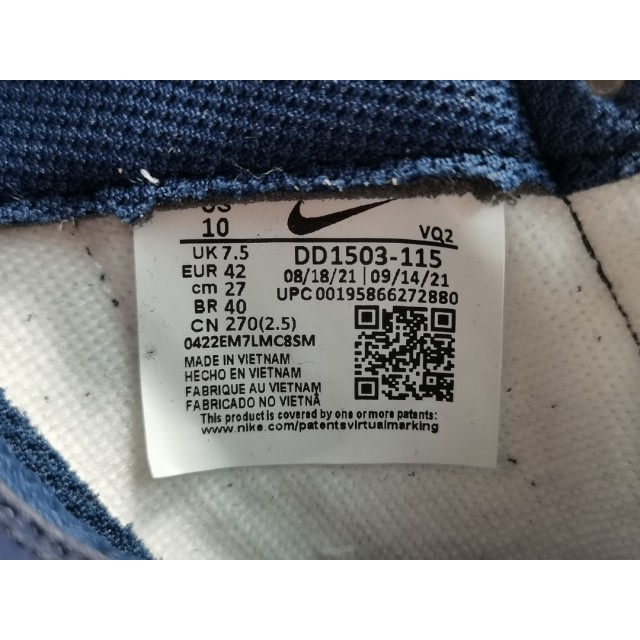 10
UK 7.5
EUR 42
cm 27
BR 40
CN 270(2.5)
0422EM7LMC8SM
VQ2
DD1503-115
08/18/21 | 09/14/21
UPC 00195866272880
MADE IN VIETNAM
HECHO EN VIETNAM
FABRIQUE AU VIETNAM
FABRICADO NO VIETNÃ
This product is covered by one or more patents:
www.nike.com/patentsvirtualmarking